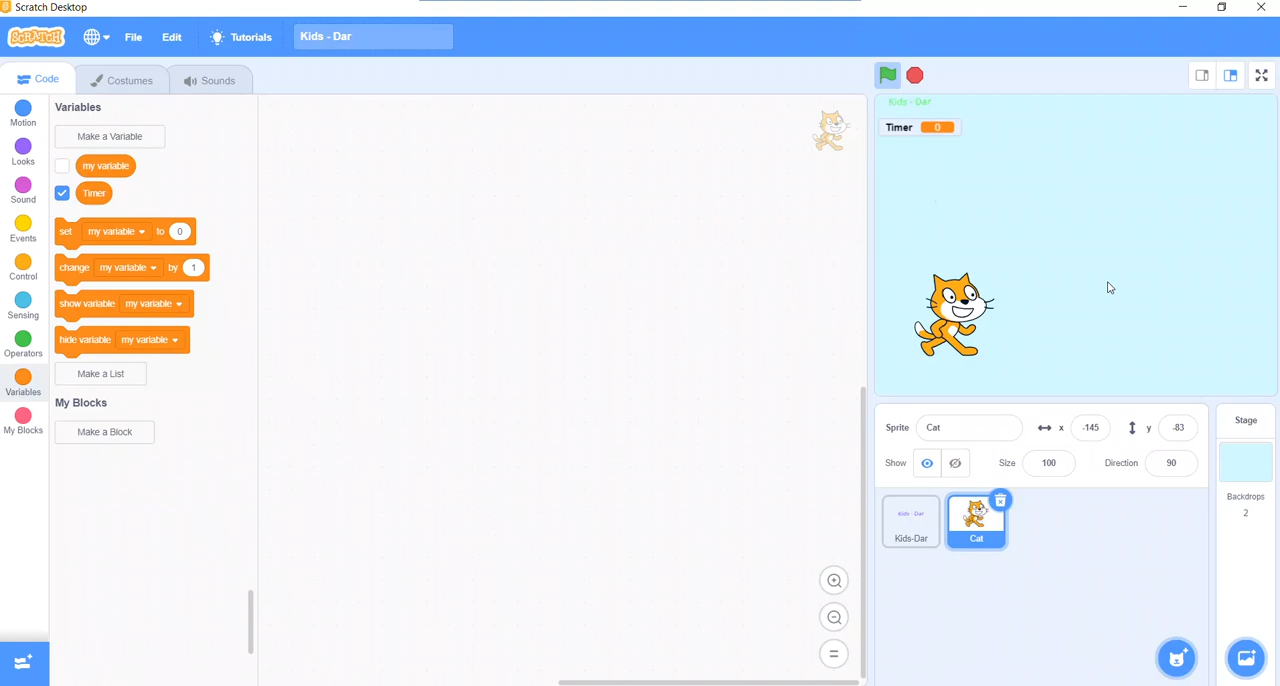 Scratch Desktop
SCRATCH File Edit Tutorials Kids - Dar
Code Costumes Sounds
Motion
Looks
Sound
Events
Control
Sensing
Operators
Variables
My Blocks
Variables
Make a Variable
my variable
Timer
set my variable to 0
change my variable by 1
show variable my variable
hide variable my variable
Make a List
My Blocks
Make a Block
Kids - Dar
Timer 0
Sprite Cat x -145 y -83
Show Size 100 Direction 90
Kids - Dar
Kids-Dar
Cat
Stage
Backdrops
2